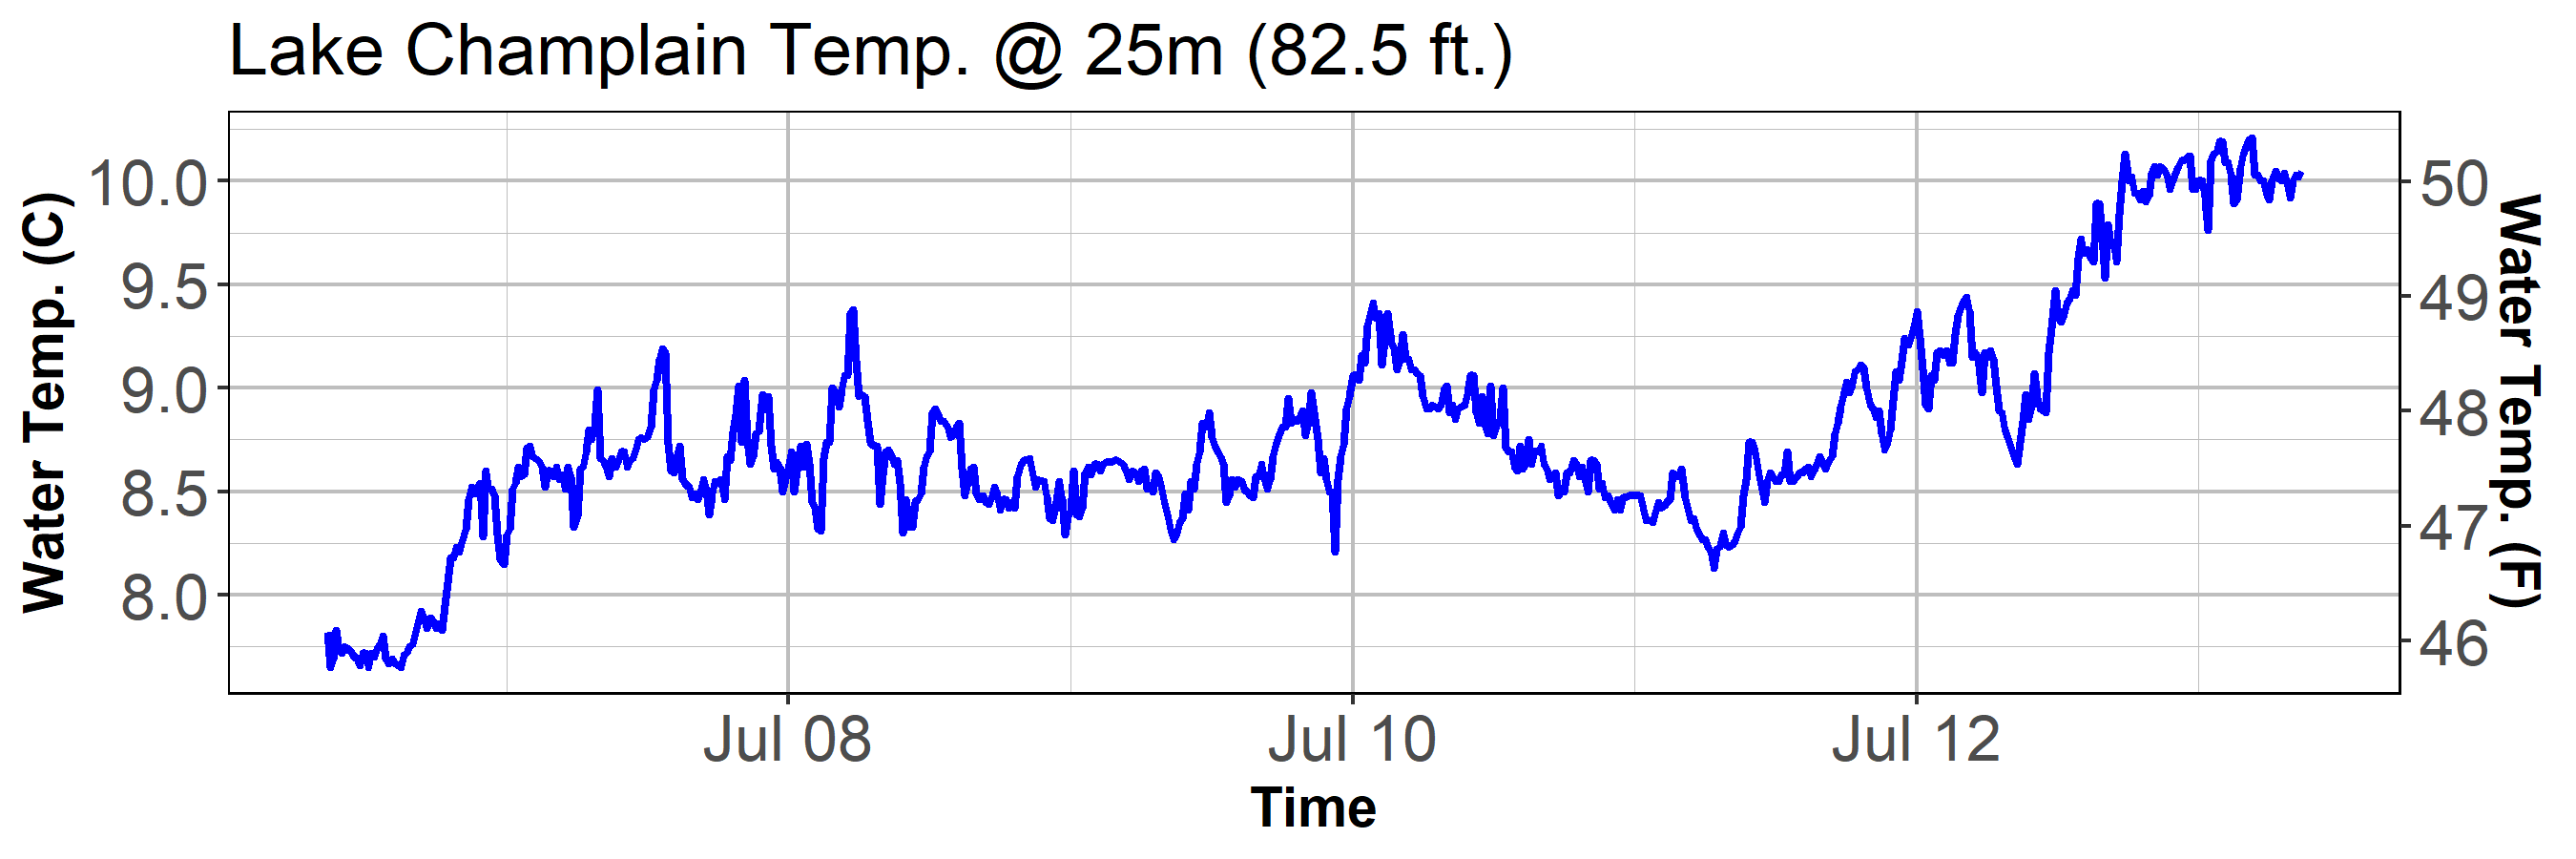 Lake Champlain Temp. @ 25m (82.5 ft.)
Water Temp. (C)
10.0
9.5
9.0
8.5
8.0
50
49
48
47
46
Water Temp. (F)
Jul 08 Jul 10 Jul 12
Time